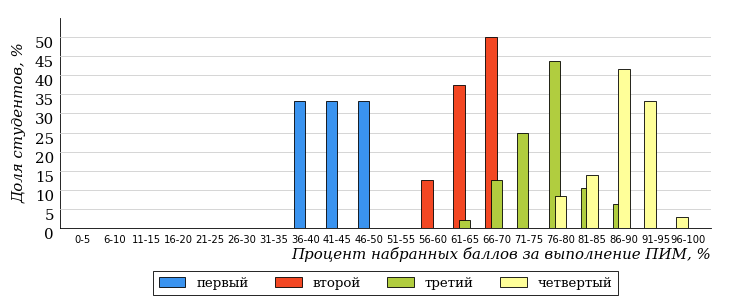 Доля студентов, %
50
45
40
35
30
25
20
15
10
5
0
0-5 6-10 11-15 16-20 21-25 26-30 31-35 36-40 41-45 46-50 51-55 56-60 61-65 66-70 71-75 76-80 81-85 86-90 91-95 96-100
Процент набранных баллов за выполнение ПИМ, %
первый второй третий четвертый